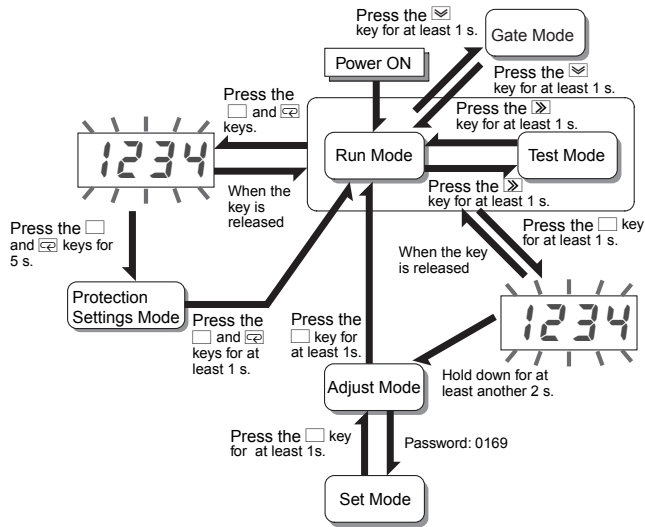 Press the
key for at least 1 s.
Gate Mode
Power ON
Press the
key for at least 1 s.
Press the
and
keys.
Press the
key for at least 1 s.
1234
Run Mode
Test Mode
When the
key is
released
Press the
key for at least 1 s.
Press the
and keys for
5 s.
Press the key
for at least 1 s.
When the key
is released
Protection
Settings Mode
1234
Press the
and
keys for at
least 1 s.
Press the
key for
at least 1s.
Adjust Mode
Hold down for at
least another 2 s.
Press the key
for at least 1s.
Password: 0169
Set Mode